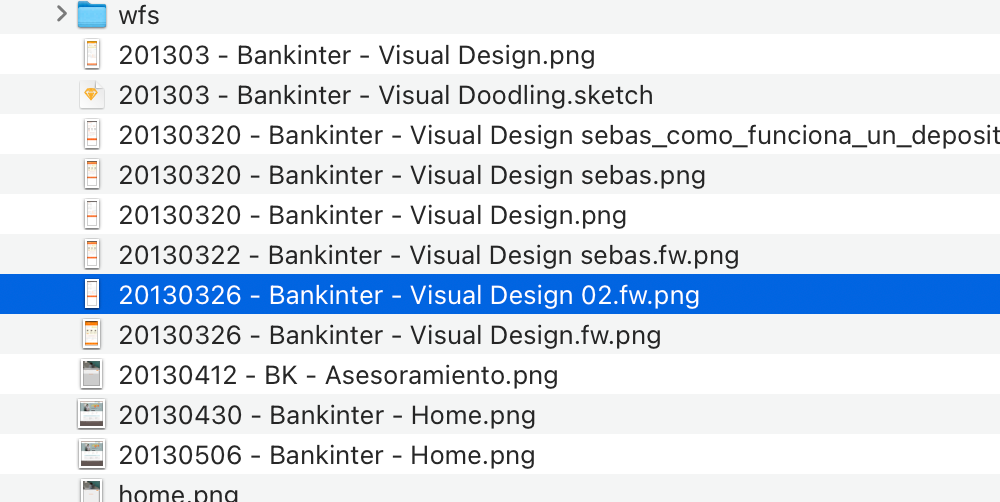 wfs
201303 - Bankinter - Visual Design.png
201303 - Bankinter - Visual Doodling.sketch
20130320 - Bankinter - Visual Design sebas_como_funciona_un_deposit
20130320 - Bankinter - Visual Design sebas.png
20130320 - Bankinter - Visual Design.png
20130322 - Bankinter - Visual Design sebas.fw.png
20130326 - Bankinter - Visual Design 02.fw.png
20130326 - Bankinter - Visual Design.fw.png
20130412 - BK - Asesoramiento.png
20130430 - Bankinter - Home.png
20130506 - Bankinter - Home.png
home.png